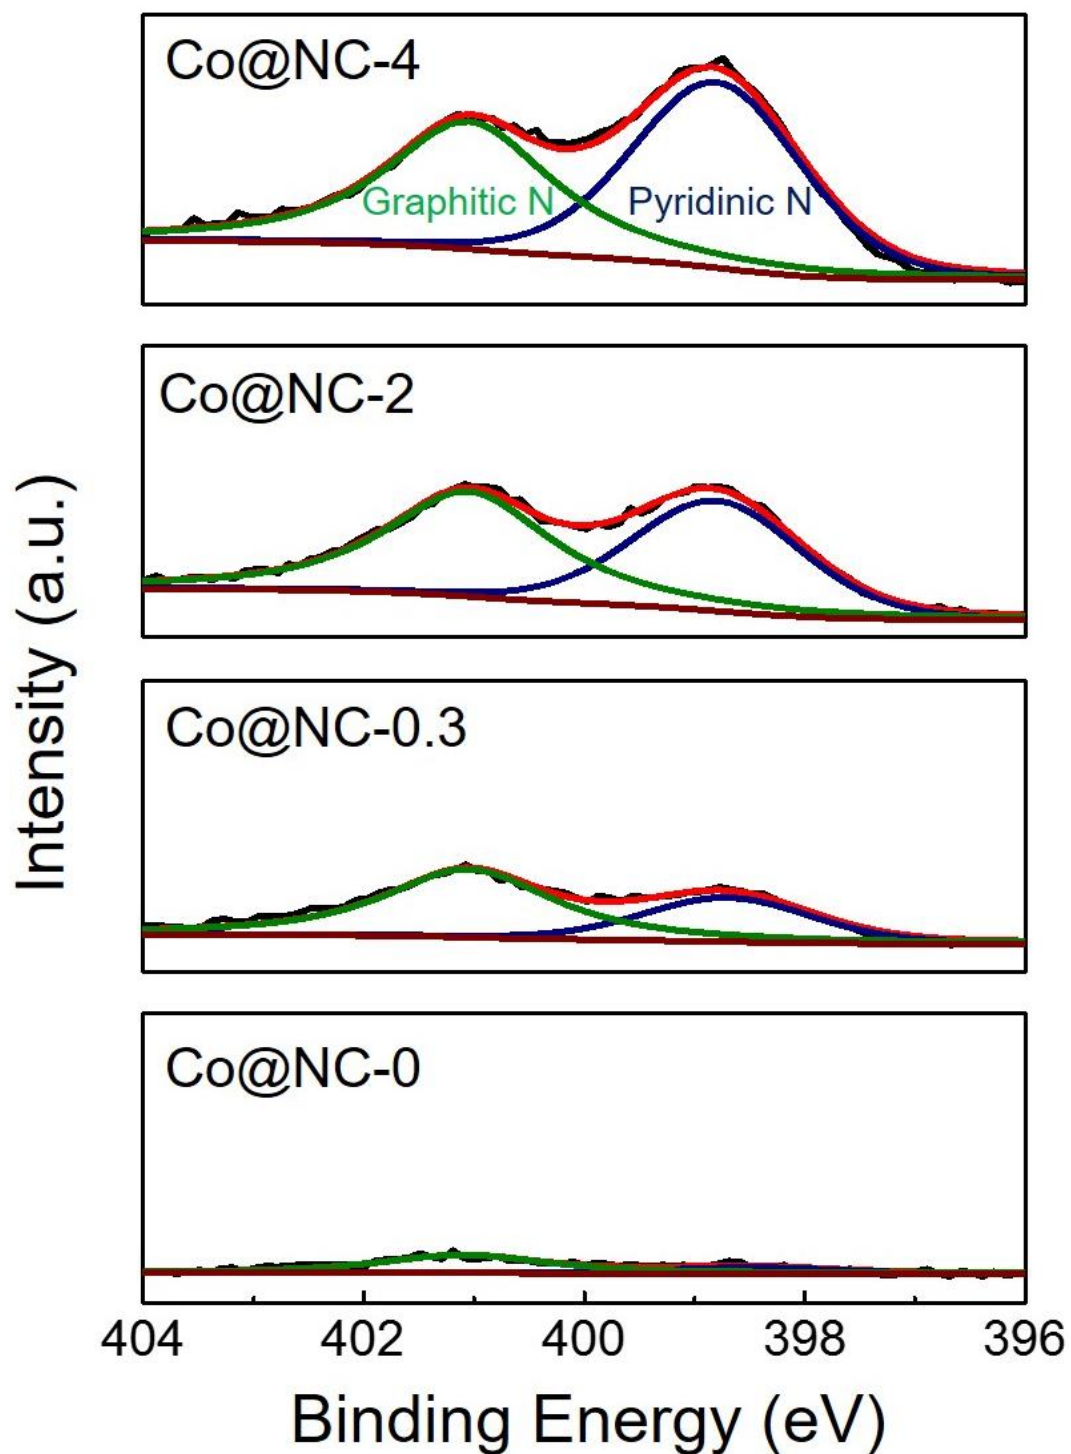 Co@NC-4
Graphitic N
Pyridinic N
Co@NC-2
Co@NC-0.3
Co@NC-0
Intensity (a.u.)
404 402 400 398 396
Binding Energy (eV)